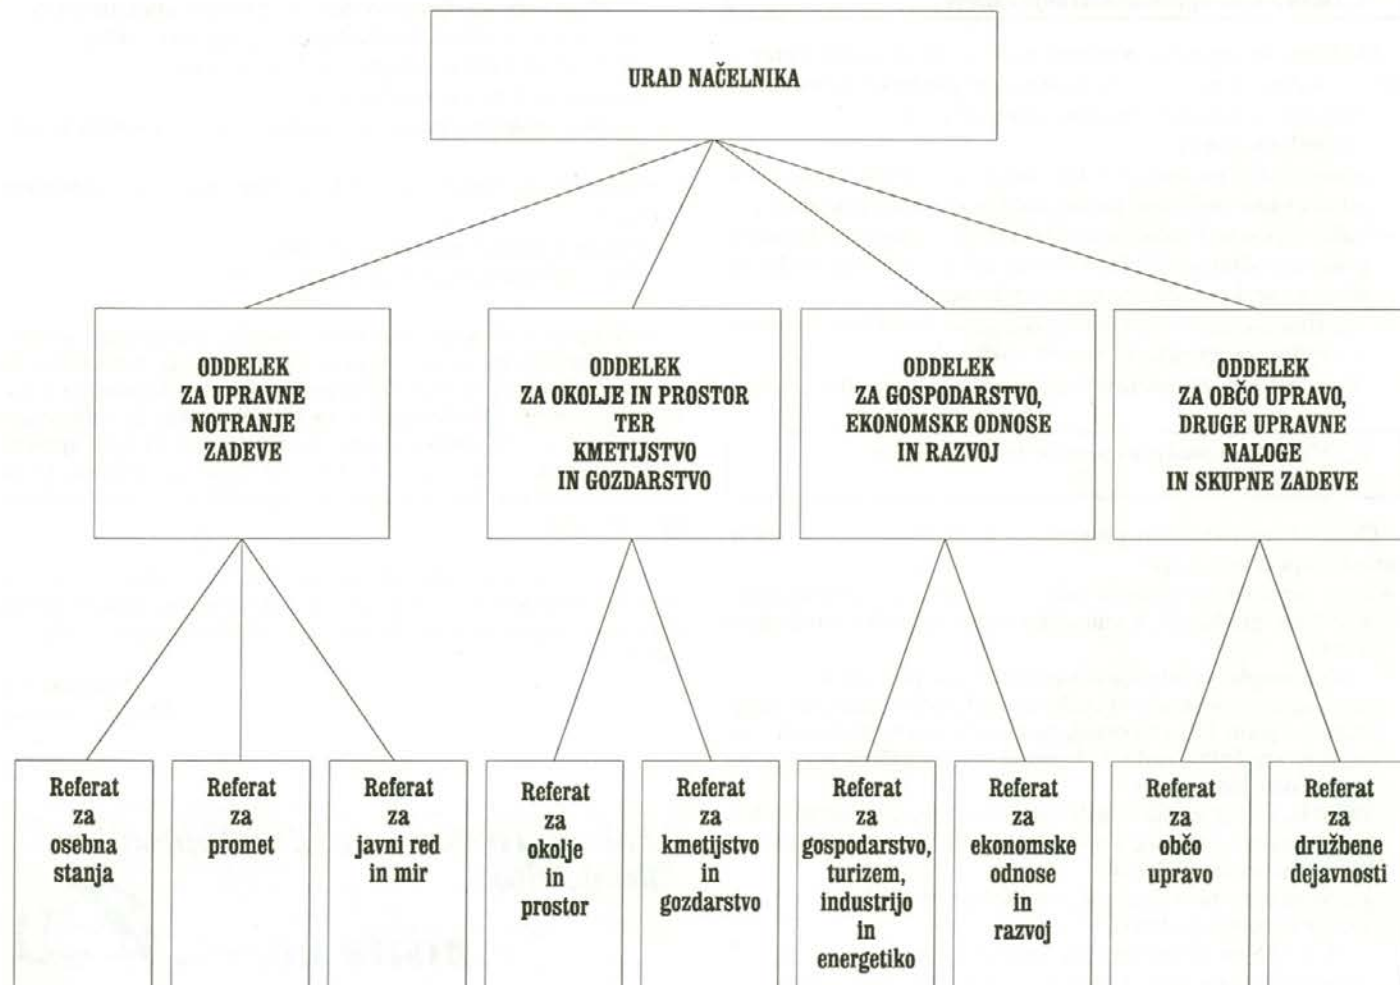 URAD NAČELNIKA
ODDELEK
ZA UPRAVNE
NOTRANJE
ZADEVE
ODDELEK
ZA OKOLJE IN PROSTOR
TER
KMETIJSTVO
IN GOZDARSTVO
ODDELEK
ZA GOSPODARSTVO,
EKONOMSKE ODNOSE
IN RAZVOJ
ODDELEK
ZA OBČO UPRAVO,
DRUGE UPRAVNE
NALOGE
IN SKUPNE ZADEVE
Referat
za
osebna
stanja
Referat
za
promet
Referat
za
javni red
in mir
Referat
za
okolje
in
prostor
Referat
za
kmetijstvo
in
gozdarstvo
Referat
za
gospodarstvo,
turizem,
industrijo
in
energetiko
Referat
za
ekonomske
odnose
in
razvoj
Referat
za
občo
upravo
Referat
za
družbene
dejavnosti